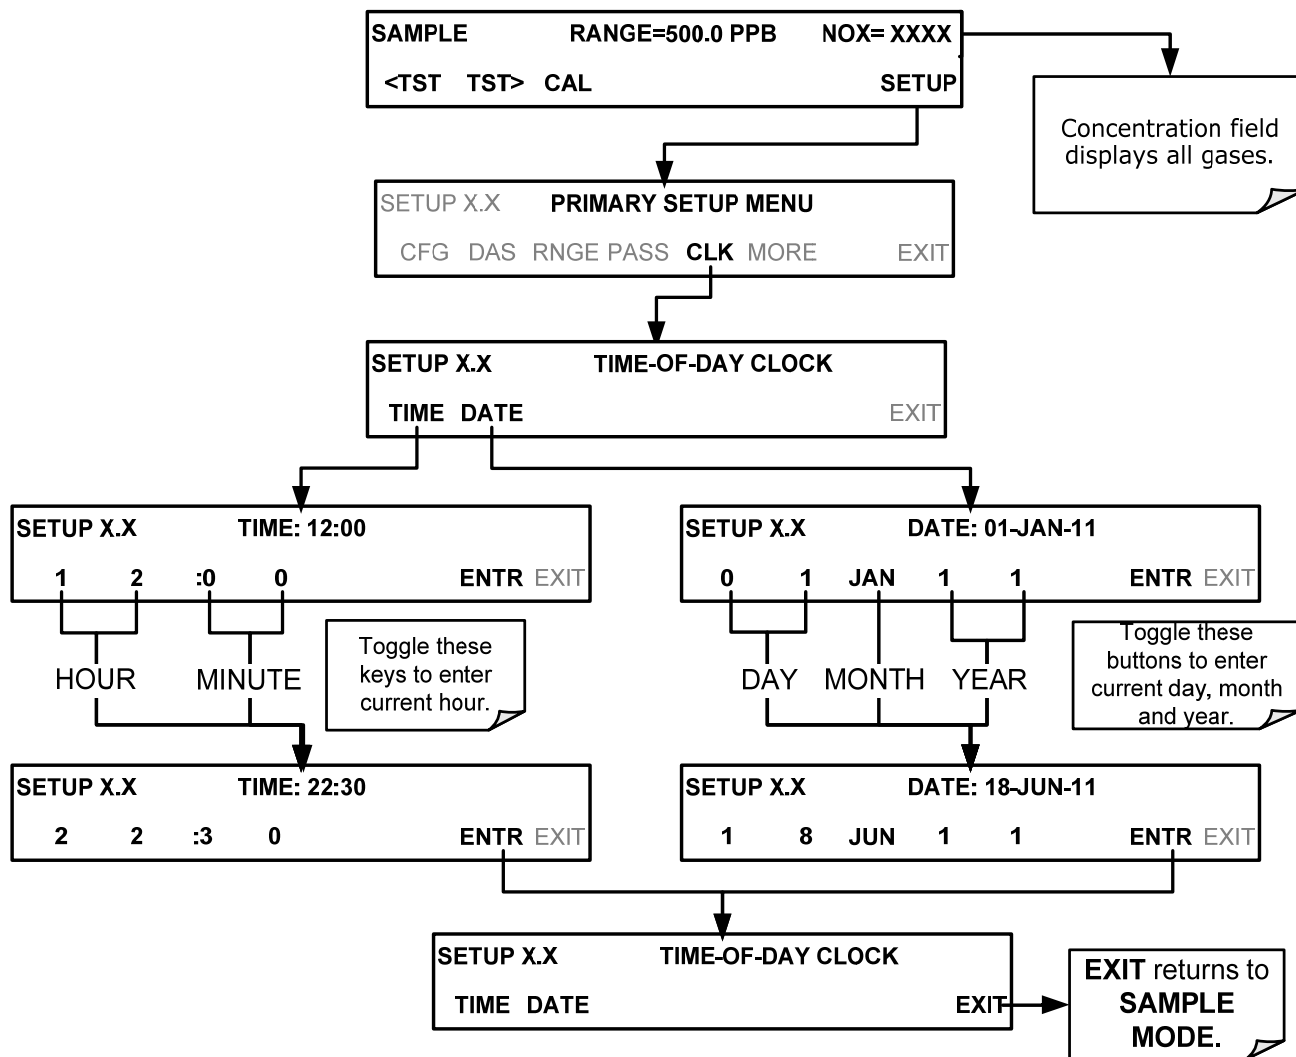 SAMPLE RANGE=500.0 PPB NOX= XXXX
<TST TST> CAL SETUP
Concentration field
displays all gases.
SETUP X.X PRIMARY SETUP MENU
CFG DAS RNGE PASS CLK MORE EXIT
SETUP X.X TIME-OF-DAY CLOCK
TIME DATE EXIT
SETUP X.X TIME: 12:00
1 2 :0 0 ENTR EXIT
HOUR MINUTE
Toggle these
keys to enter
current hour.
SETUP X.X DATE: 01-JAN-11
0 1 JAN 1 1 ENTR EXIT
DAY MONTH YEAR
Toggle these
buttons to enter
current day, month
and year.
SETUP X.X TIME: 22:30
2 2 :3 0 ENTR EXIT
SETUP X.X DATE: 18-JUN-11
1 8 JUN 1 1 ENTR EXIT
SETUP X.X TIME-OF-DAY CLOCK
TIME DATE EXIT
EXIT returns to
SAMPLE
MODE.